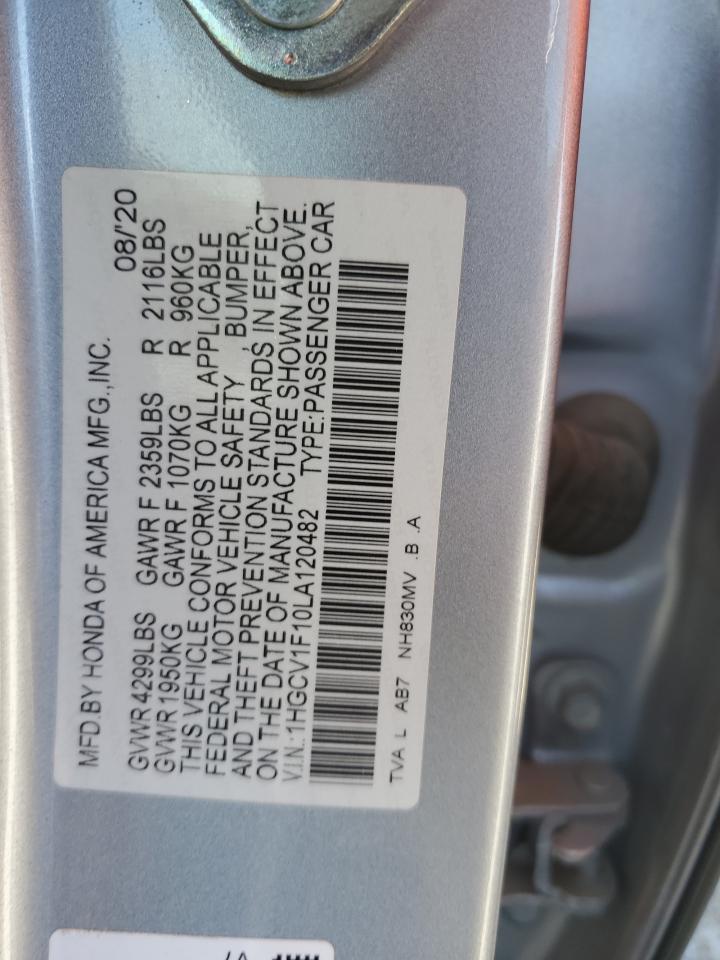 MFD.BY HONDA OF AMERICA MFG.,INC. 08/'20
GVWR 4299LBS GAWR F 2359LBS R 2116LBS
GVWR 1950KG GAWR F 1070KG R 960KG
THIS VEHICLE CONFORMS TO ALL APPLICABLE
FEDERAL MOTOR VEHICLE SAFETY , BUMPER,
AND THEFT PREVENTION STANDARDS IN EFFECT
ON THE DATE OF MANUFACTURE SHOWN ABOVE.
V.I.N.:1HGCV1F10LA120482 TYPE:PASSENGER CAR
TVA L AB7 NH830MV .B .A